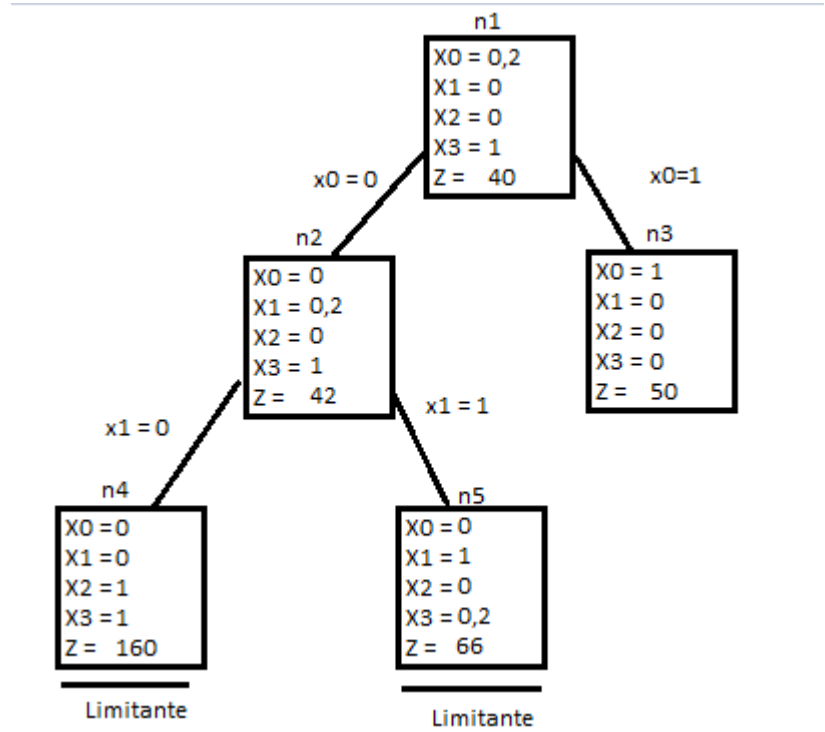 n1
X0 = 0,2
X1 = 0
X2 = 0
X3 = 1
Z = 40
x0 = 0
x0=1
n2
X0 = 0
X1 = 0,2
X2 = 0
X3 = 1
Z = 42
n3
X0 = 1
X1 = 0
X2 = 0
X3 = 0
Z = 50
x1 = 0
x1 = 1
n4
X0 = 0
X1 = 0
X2 = 1
X3 = 1
Z = 160
Limitante
n5
X0 = 0
X1 = 1
X2 = 0
X3 = 0,2
Z = 66
Limitante